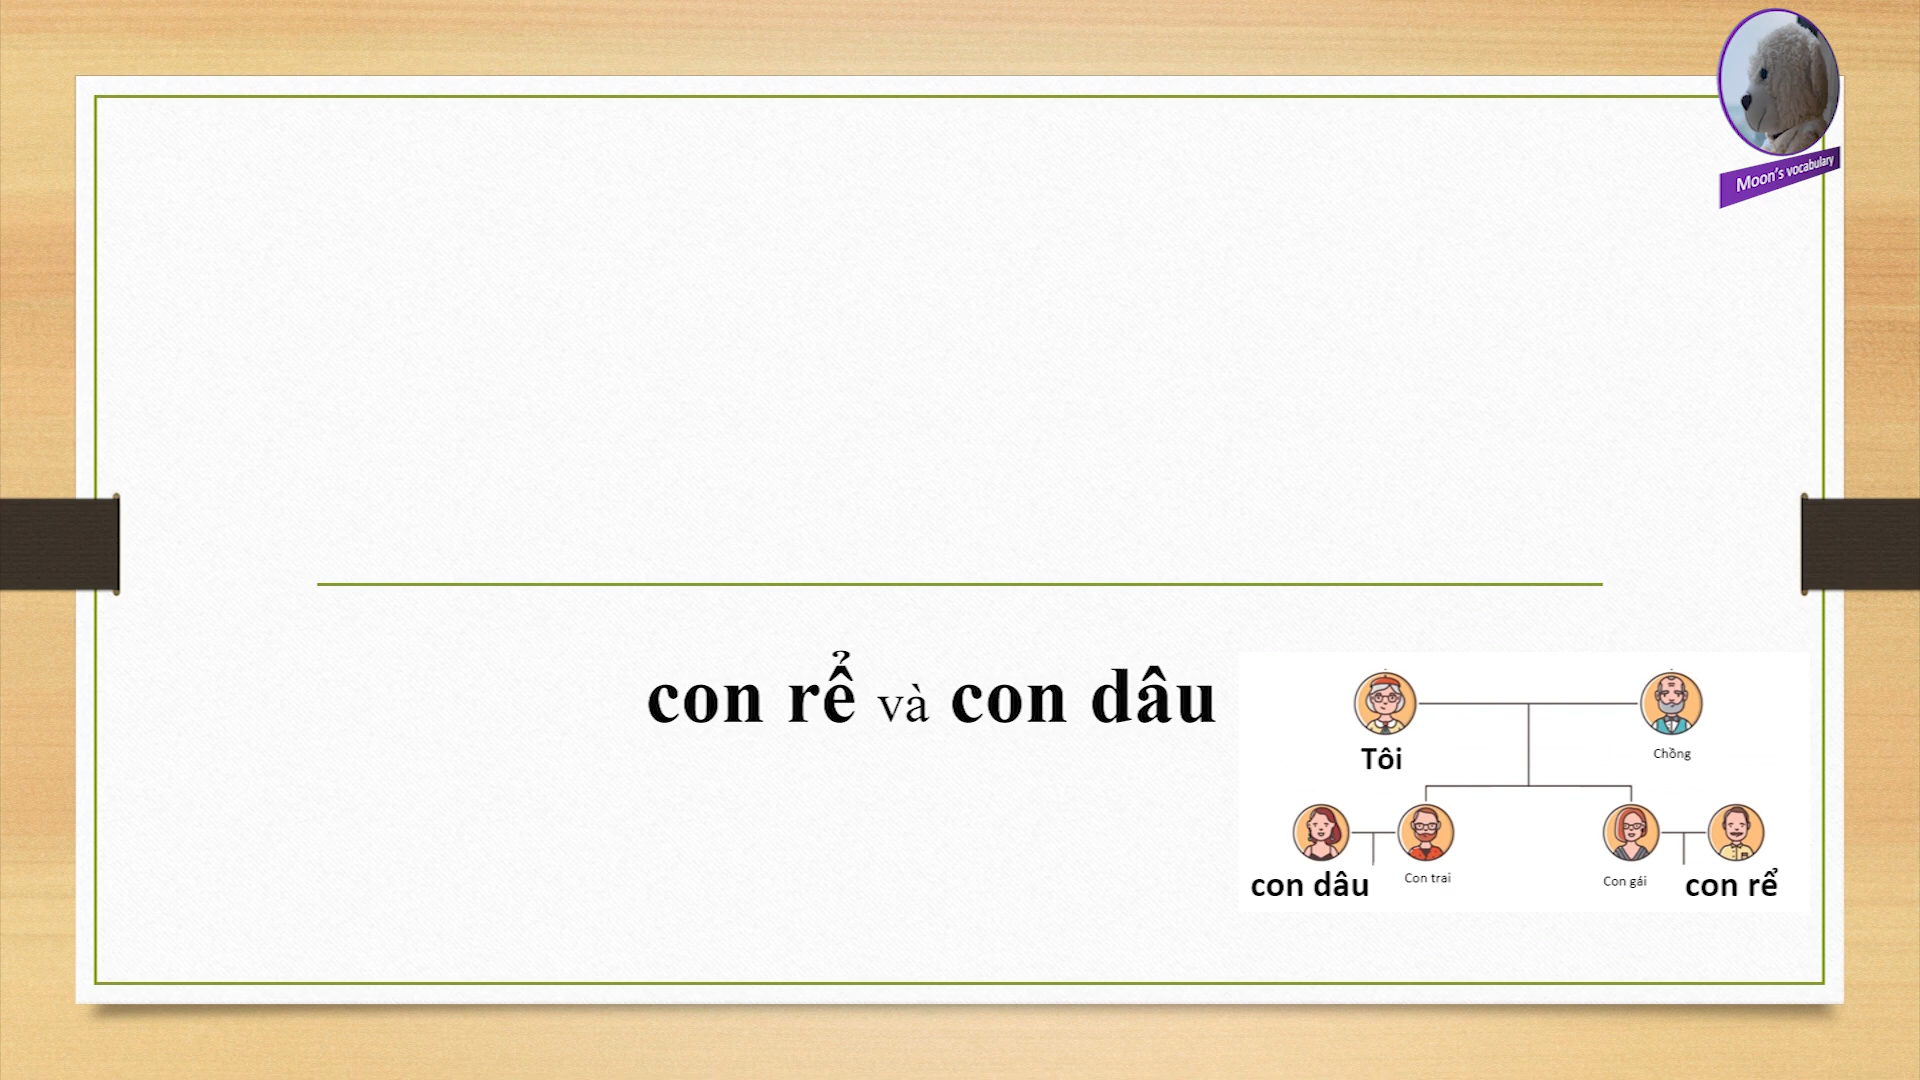 Moon's vocabulary
con rể và con dâu
Tôi
Chồng
con dâu
Con trai
Con gái
con rể